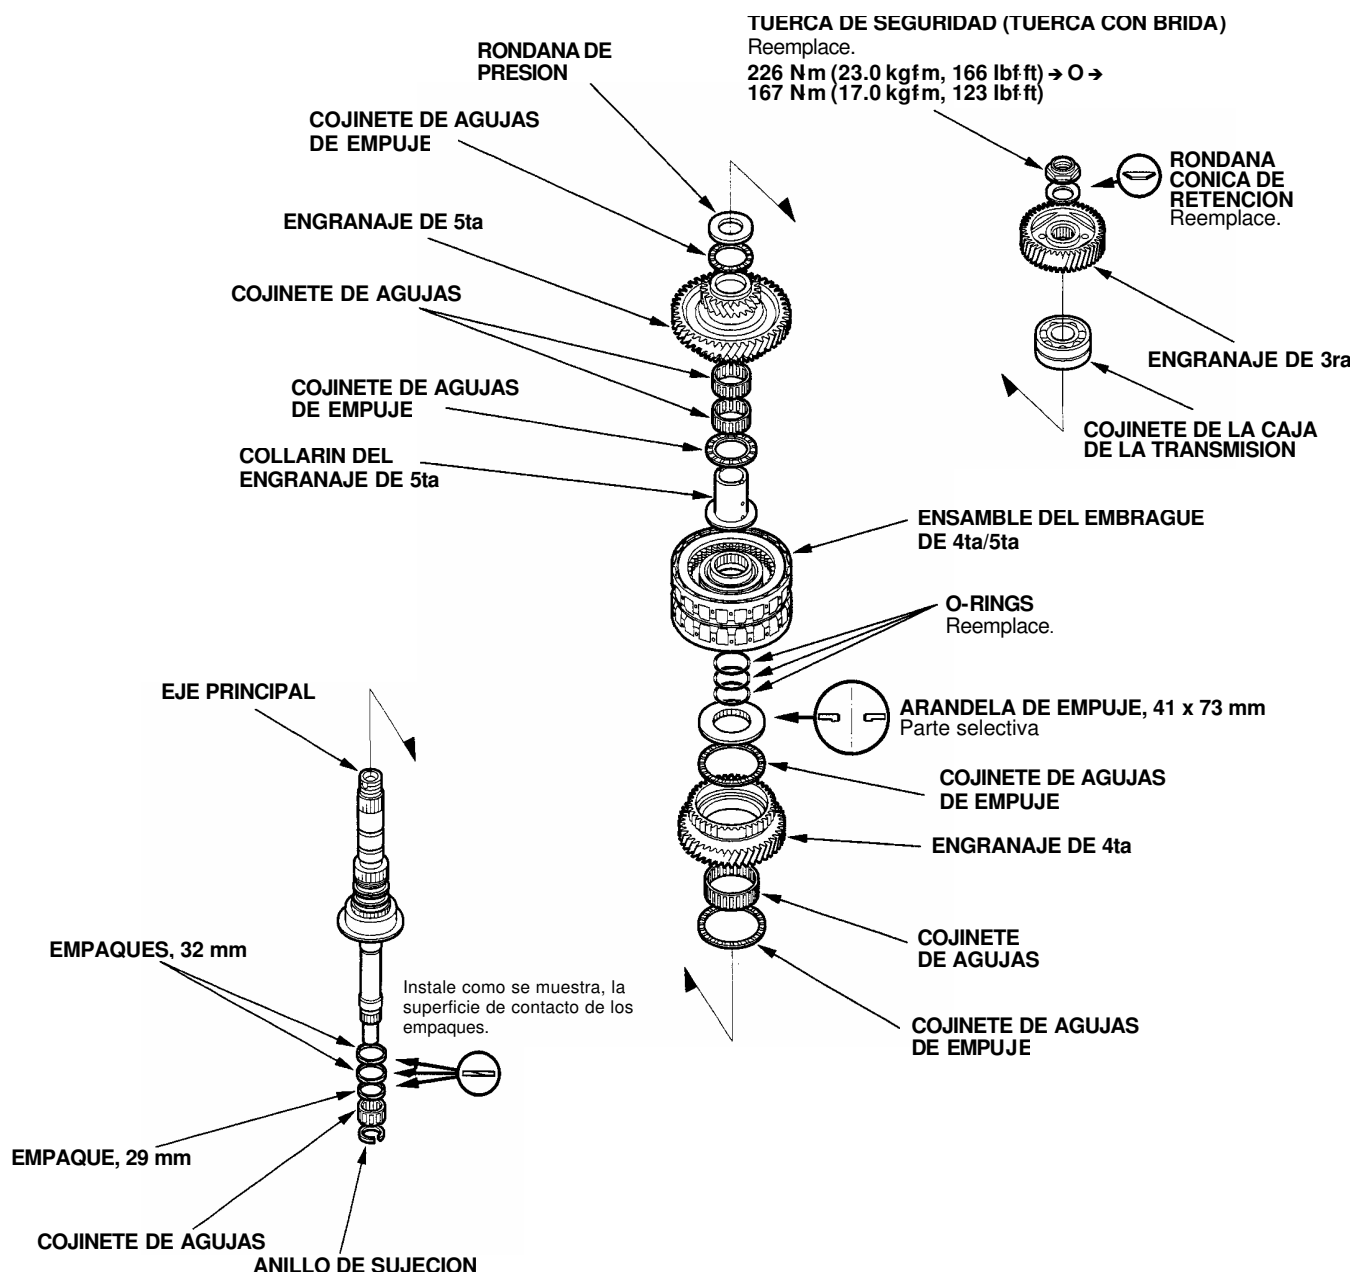 TUERCA DE SEGURIDAD (TUERCA CON BRIDA)
Reemplace.
226 N·m (23.0 kgf·m, 166 lbf·ft) → O →
167 N·m (17.0 kgf·m, 123 lbf·ft)
RONDANA DE
PRESION
COJINETE DE AGUJAS
DE EMPUJE
RONDANA
CONICA DE
RETENCION
Reemplace.
ENGRANAJE DE 5ta
COJINETE DE AGUJAS
ENGRANAJE DE 3ra
COJINETE DE AGUJAS
DE EMPUJE
COJINETE DE LA CAJA
DE LA TRANSMISION
COLLARIN DEL
ENGRANAJE DE 5ta
ENSAMBLE DEL EMBRAGUE
DE 4ta/5ta
O-RINGS
Reemplace.
EJE PRINCIPAL
ARANDELA DE EMPUJE, 41 x 73 mm
Parte selectiva
COJINETE DE AGUJAS
DE EMPUJE
ENGRANAJE DE 4ta
COJINETE
DE AGUJAS
EMPAQUES, 32 mm
Instale como se muestra, la
superficie de contacto de los
empaques.
COJINETE DE AGUJAS
DE EMPUJE
EMPAQUE, 29 mm
COJINETE DE AGUJAS
ANILLO DE SUJECION